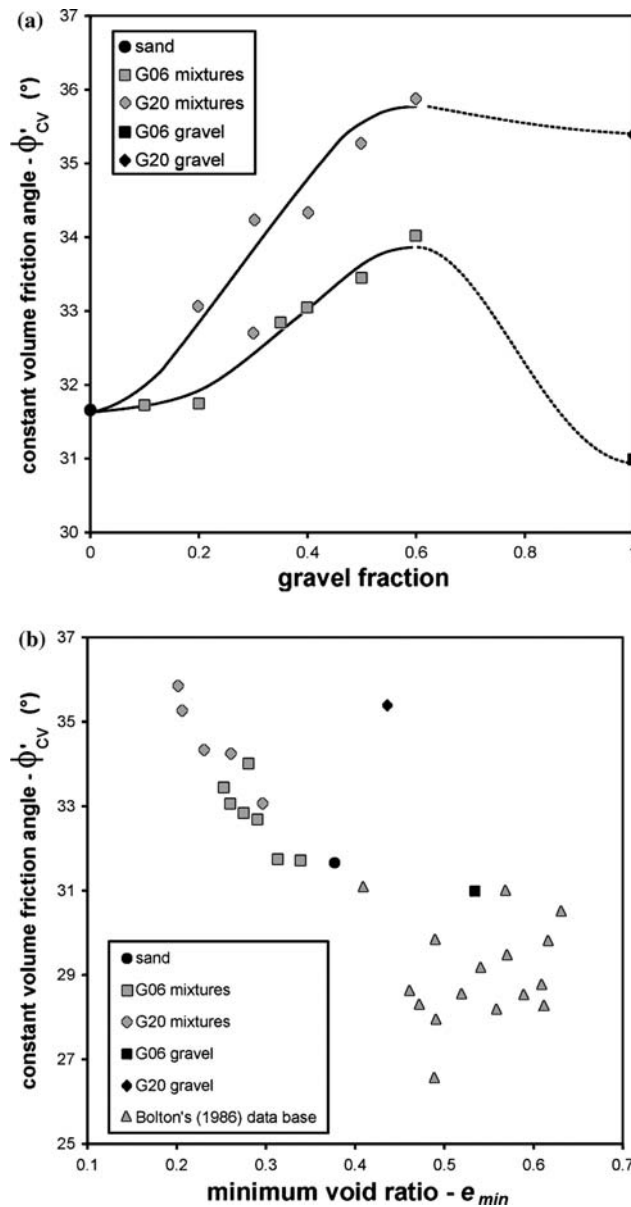 (a)
37
36
35
34
33
32
31
30
constant volume friction angle - ϕ'CV (°)
sand
G06 mixtures
G20 mixtures
G06 gravel
G20 gravel
0 0.2 0.4 0.6 0.8 1
gravel fraction
(b)
37
35
33
31
29
27
25
constant volume friction angle - ϕ'CV (°)
sand
G06 mixtures
G20 mixtures
G06 gravel
G20 gravel
Bolton's (1986) data base
0.1 0.2 0.3 0.4 0.5 0.6 0.7
minimum void ratio - emin